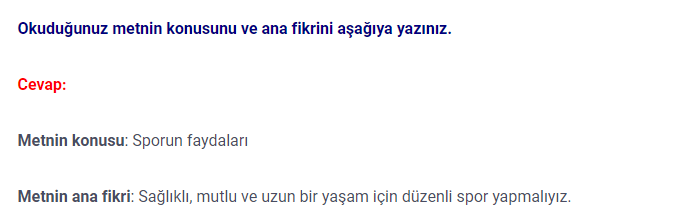 Okuduğunuz metnin konusunu ve ana fikrini aşağıya yazınız.
Cevap:
Metnin konusu: Sporun faydaları
Metnin ana fikri: Sağlıklı, mutlu ve uzun bir yaşam için düzenli spor yapmalıyız.